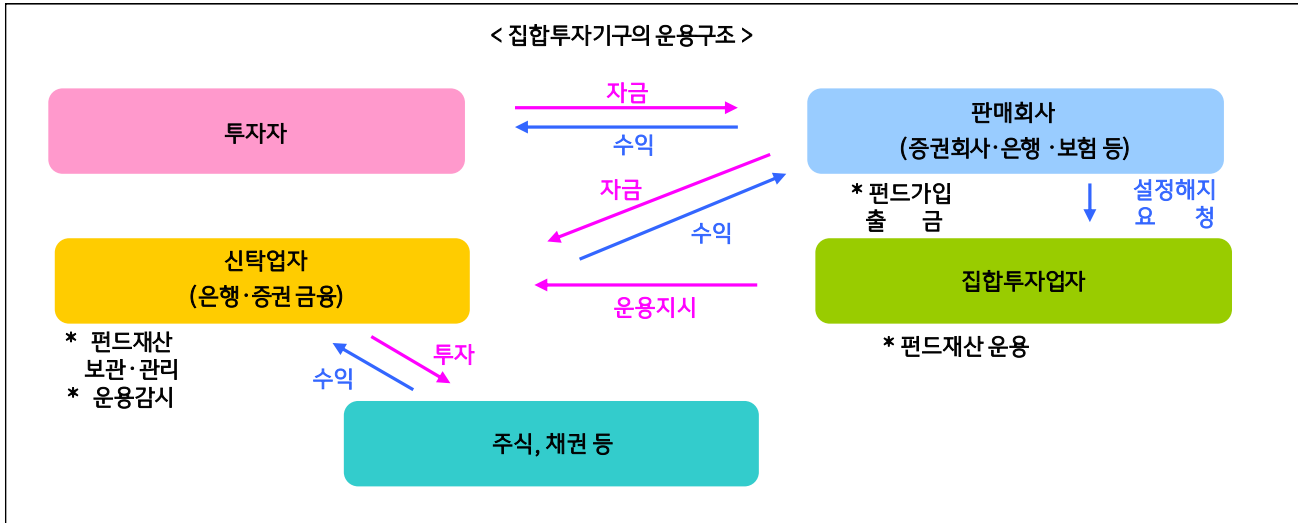 < 집합투자기구의 운용구조 >
자금
투자자
수익
판매회사
(증권회사·은행 ·보험 등)
자금
수익
* 펀드가입
출 금
설정해지
요 청
신탁업자
(은행·증권 금융)
운용지시
집합투자업자
* 펀드재산
보관·관리
* 운용감시
* 펀드재산 운용
투자
수익
주식, 채권 등